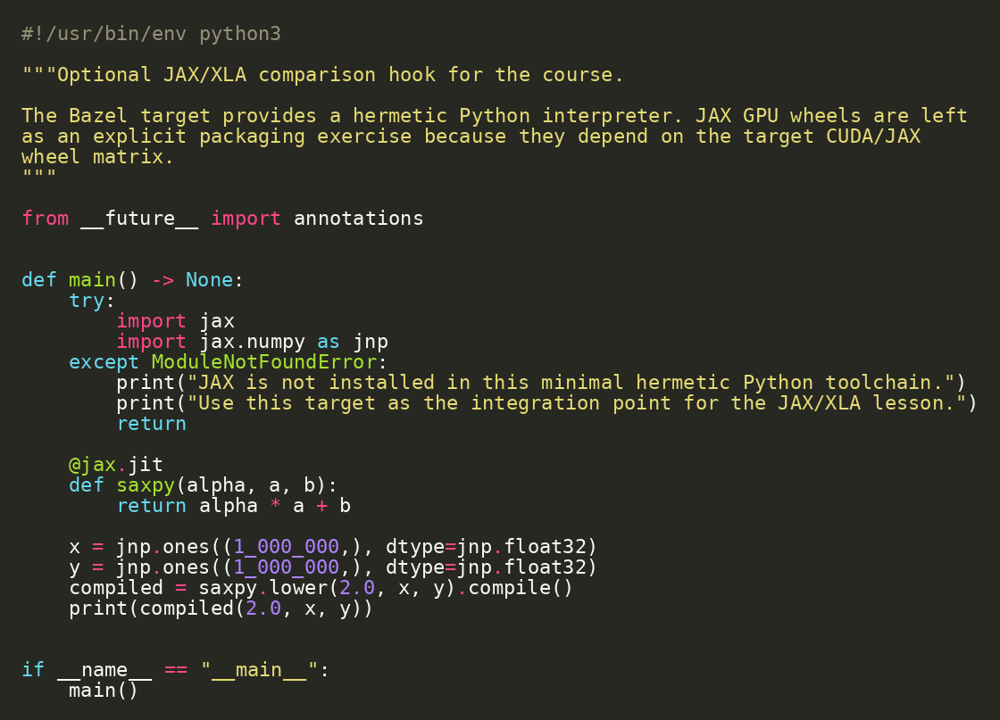 #!/usr/bin/env python3

"""Optional JAX/XLA comparison hook for the course.

The Bazel target provides a hermetic Python interpreter. JAX GPU wheels are left
as an explicit packaging exercise because they depend on the target CUDA/JAX
wheel matrix.
"""

from __future__ import annotations


def main() -> None:
    try:
        import jax
        import jax.numpy as jnp
    except ModuleNotFoundError:
        print("JAX is not installed in this minimal hermetic Python toolchain.")
        print("Use this target as the integration point for the JAX/XLA lesson.")
        return

    @jax.jit
    def saxpy(alpha, a, b):
        return alpha * a + b

    x = jnp.ones((1_000_000,), dtype=jnp.float32)
    y = jnp.ones((1_000_000,), dtype=jnp.float32)
    compiled = saxpy.lower(2.0, x, y).compile()
    print(compiled(2.0, x, y))


if __name__ == "__main__":
    main()